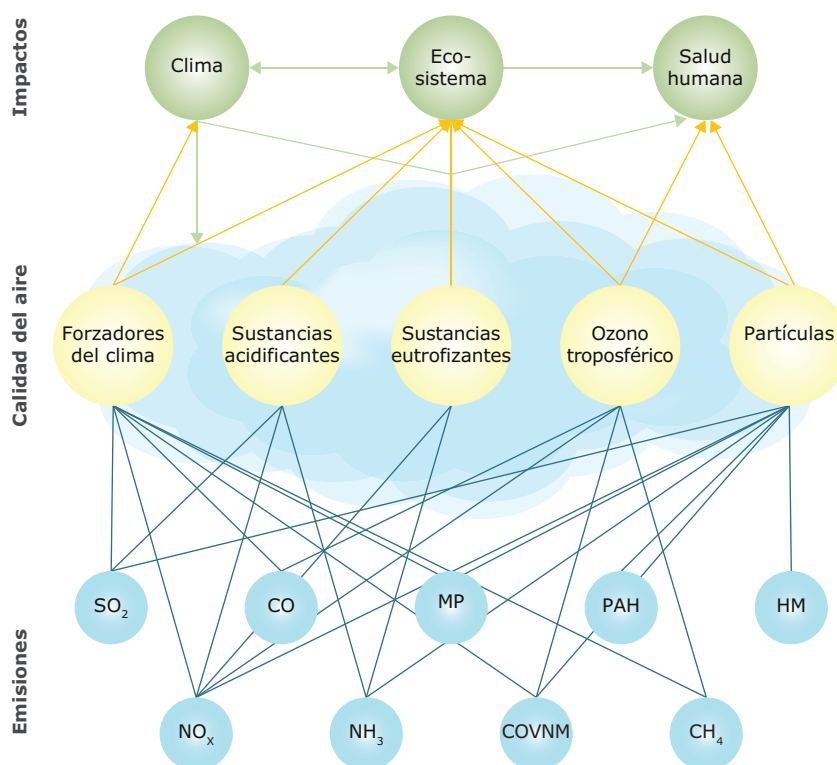 Impactos
Clima
Eco-
sistema
Salud
humana
Calidad del aire
Forzadores
del clima
Sustancias
acidificantes
Sustancias
eutrofizantes
Ozono
troposférico
Partículas
Emisiones
SO₂
CO
MP
PAH
HM
NOₓ
NH₃
COVNM
CH₄